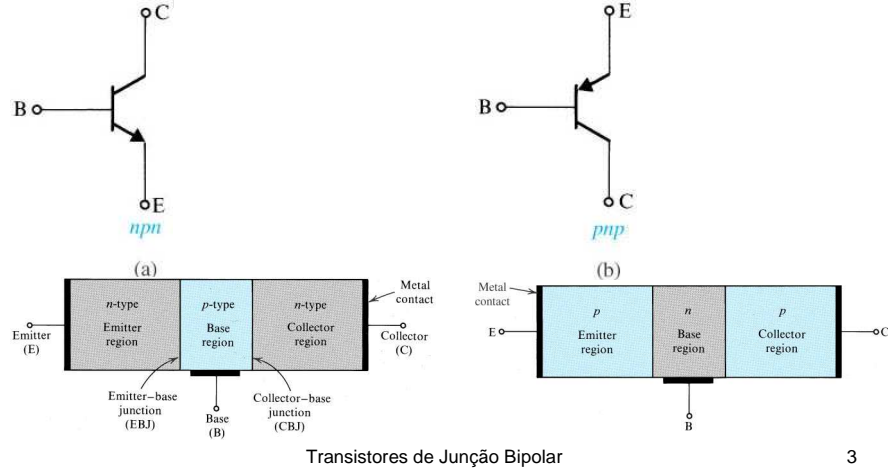 C
B
E
npn
(a)
E
B
C
pnp
(b)
n-type
Emitter
region
p-type
Base
region
n-type
Collector
region
Metal
contact
Emitter
(E)
Collector
(C)
Emitter–base
junction
(EBJ)
Base
(B)
Collector–base
junction
(CBJ)
Metal
contact
E
p
Emitter
region
n
Base
region
p
Collector
region
C
B
Transistores de Junção Bipolar
3